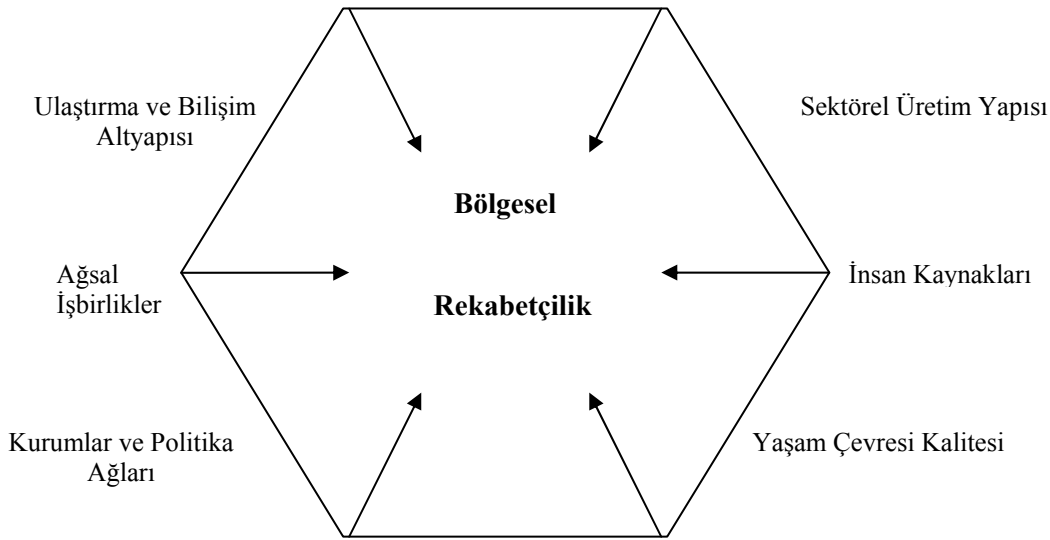 Ulaştırma ve Bilişim
Altyapısı
Sektörel Üretim Yapısı
Bölgesel
Ağsal
İşbirlikler
İnsan Kaynakları
Rekabetçilik
Kurumlar ve Politika
Ağları
Yaşam Çevresi Kalitesi